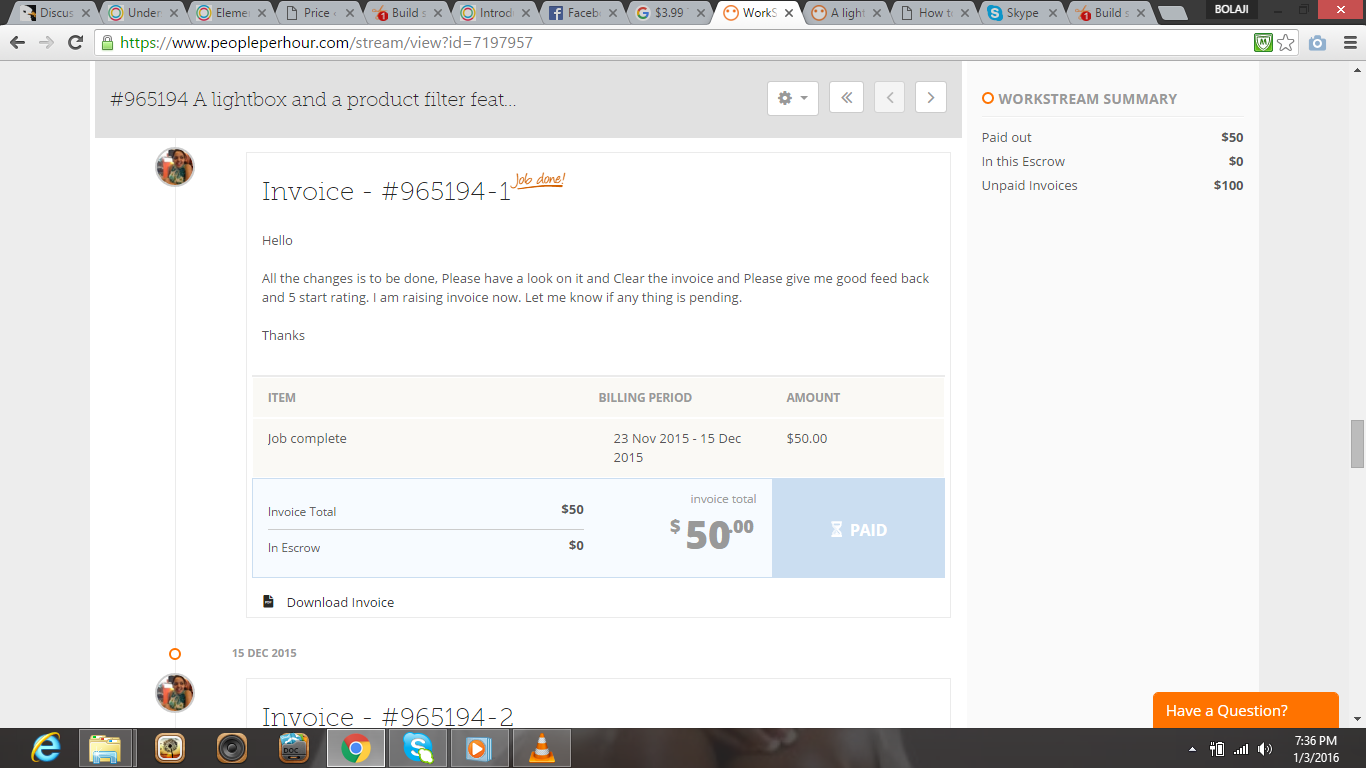 Discus
Under
Elemer
Price
Build s
Introdu
Faceb
$3.99
WorkS
A light
How to
Skype
Build s
BOLAJI
https://www.peopleperhour.com/stream/view?id=7197957
#965194 A lightbox and a product filter feat...
WORKSTREAM SUMMARY
Paid out $50
In this Escrow $0
Unpaid Invoices $100
Invoice - #965194-1 Job done!
Hello
All the changes is to be done, Please have a look on it and Clear the invoice and Please give me good feed back
and 5 start rating. I am raising invoice now. Let me know if any thing is pending.
Thanks
ITEM BILLING PERIOD AMOUNT
Job complete 23 Nov 2015 - 15 Dec $50.00
2015
Invoice Total $50
In Escrow $0
invoice total
$ 50.00
PAID
Download Invoice
15 DEC 2015
Invoice - #965194-2
Have a Question?
DOC
7:36 PM
1/3/2016